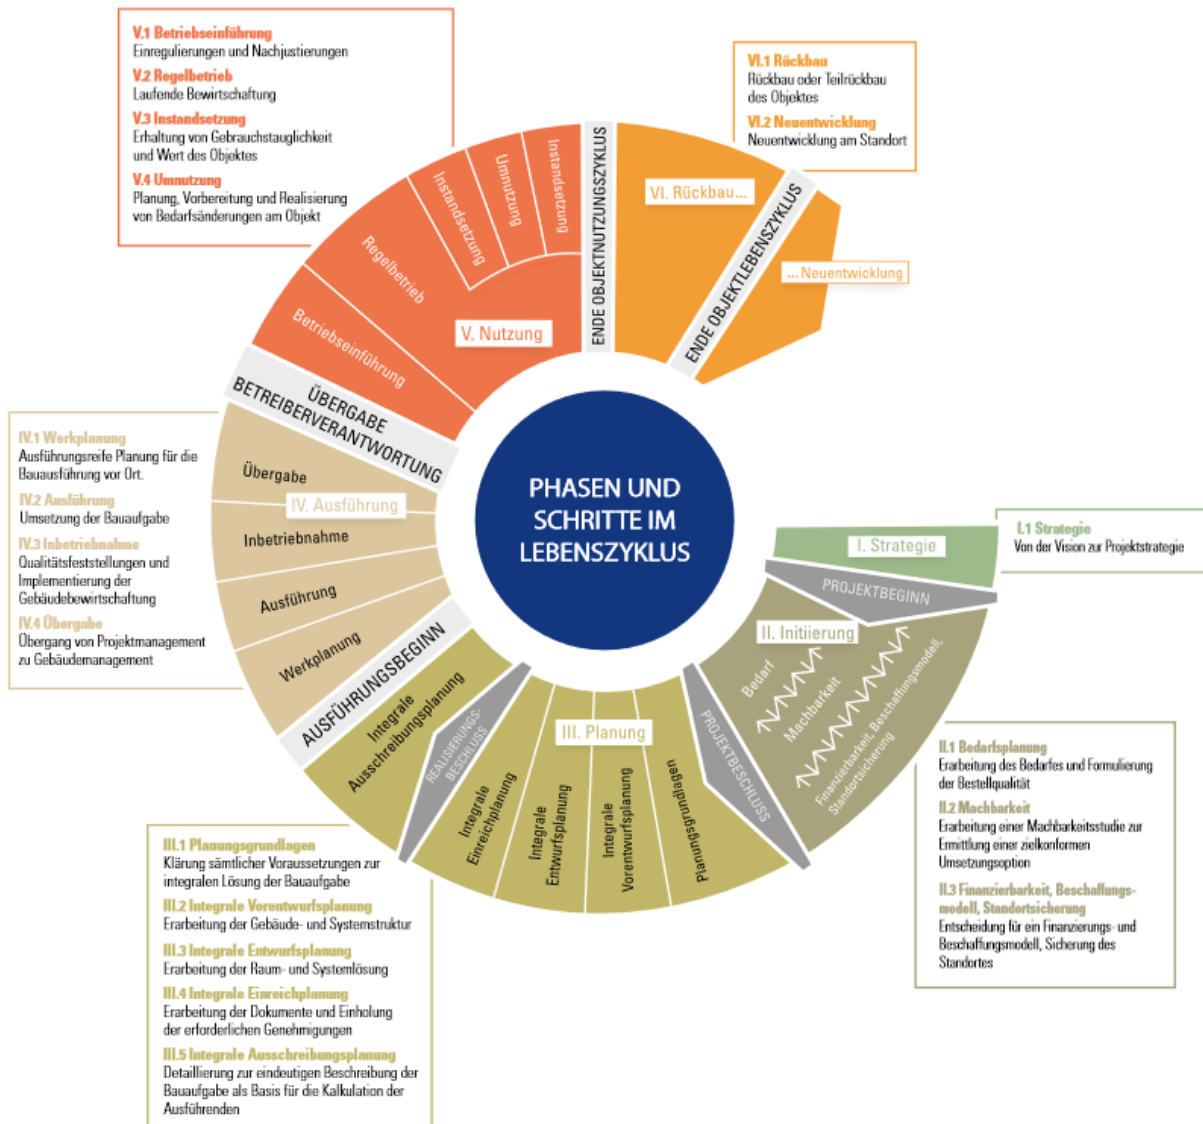 V.1 Betriebseinführung
Einregulierungen und Nachjustierungen
V.2 Regelbetrieb
Laufende Bewirtschaftung
V.3 Instandsetzung
Erhaltung von Gebrauchstauglichkeit
und Wert des Objektes
V.4 Umnutzung
Planung, Vorbereitung und Realisierung
von Bedarfsänderungen am Objekt
VI.1 Rückbau
Rückbau oder Teilrückbau
des Objektes
VI.2 Neuentwicklung
Neuentwicklung am Standort
Betriebseinführung
Regelbetrieb
Instandsetzung
Umnutzung
Instandsetzung
V. Nutzung
ENDE OBJEKTNUTZUNGSZYKLUS
VI. Rückbau...
ENDE OBJEKTLEBENSZYKLUS
... Neuentwicklung
ÜBERGABE
BETREIBERVERANTWORTUNG
IV.1 Werkplanung
Ausführungsreife Planung für die
Bauausführung vor Ort.
IV.2 Ausführung
Umsetzung der Bauaufgabe
IV.3 Inbetriebnahme
Qualitätsfeststellungen und
Implementierung der
Gebäudebewirtschaftung
IV.4 Übergabe
Übergang von Projektmanagement
zu Gebäudemanagement
Übergabe
IV. Ausführung
Inbetriebnahme
Ausführung
Werkplanung
PHASEN UND
SCHRITTE IM
LEBENSZYKLUS
I. Strategie
I.1 Strategie
Von der Vision zur Projektstrategie
PROJEKTBEGINN
II. Initiierung
Bedarf
Machbarkeit
Finanzierbarkeit, Beschaffungsmodell,
Standortsicherung
PROJEKTBESCHLUSS
AUSFÜHRUNGSBEGINN
Integrale
Ausschreibungsplanung
REALISIERUNGS-
BESCHLUSS
III. Planung
Integrale
Einreichplanung
Integrale
Entwurfsplanung
Integrale
Vorentwurfsplanung
Planungsgrundlagen
II.1 Bedarfsplanung
Erarbeitung des Bedarfes und Formulierung
der Bestellqualität
II.2 Machbarkeit
Erarbeitung einer Machbarkeitsstudie zur
Ermittlung einer zielkonformen
Umsetzungsoption
II.3 Finanzierbarkeit, Beschaffungs-
modell, Standortsicherung
Entscheidung für ein Finanzierungs- und
Beschaffungsmodell, Sicherung des
Standortes
III.1 Planungsgrundlagen
Klärung sämtlicher Voraussetzungen zur
integralen Lösung der Bauaufgabe
III.2 Integrale Vorentwurfsplanung
Erarbeitung der Gebäude- und Systemstruktur
III.3 Integrale Entwurfsplanung
Erarbeitung der Raum- und Systemlösung
III.4 Integrale Einreichplanung
Erarbeitung der Dokumente und Einholung
der erforderlichen Genehmigungen
III.5 Integrale Ausschreibungsplanung
Detaillierung zur eindeutigen Beschreibung der
Bauaufgabe als Basis für die Kalkulation der
Ausführenden